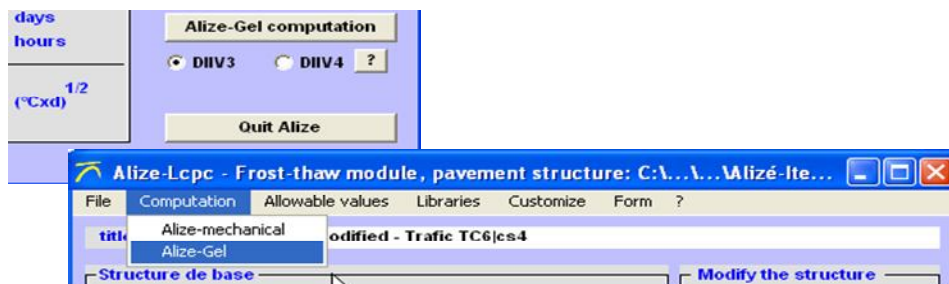 days
hours
1/2
(°Cxd)
Alize-Gel computation
DIIV3 DIIV4 ?
Quit Alize
Alize-Lcpc - Frost-thaw module, pavement structure: C:\...\...\Alizé-Ite...
File Computation Allowable values Libraries Customize Form ?
Alize-mechanical
Alize-Gel
odified - Trafic TC6|cs4
Structure de base
Modify the structure